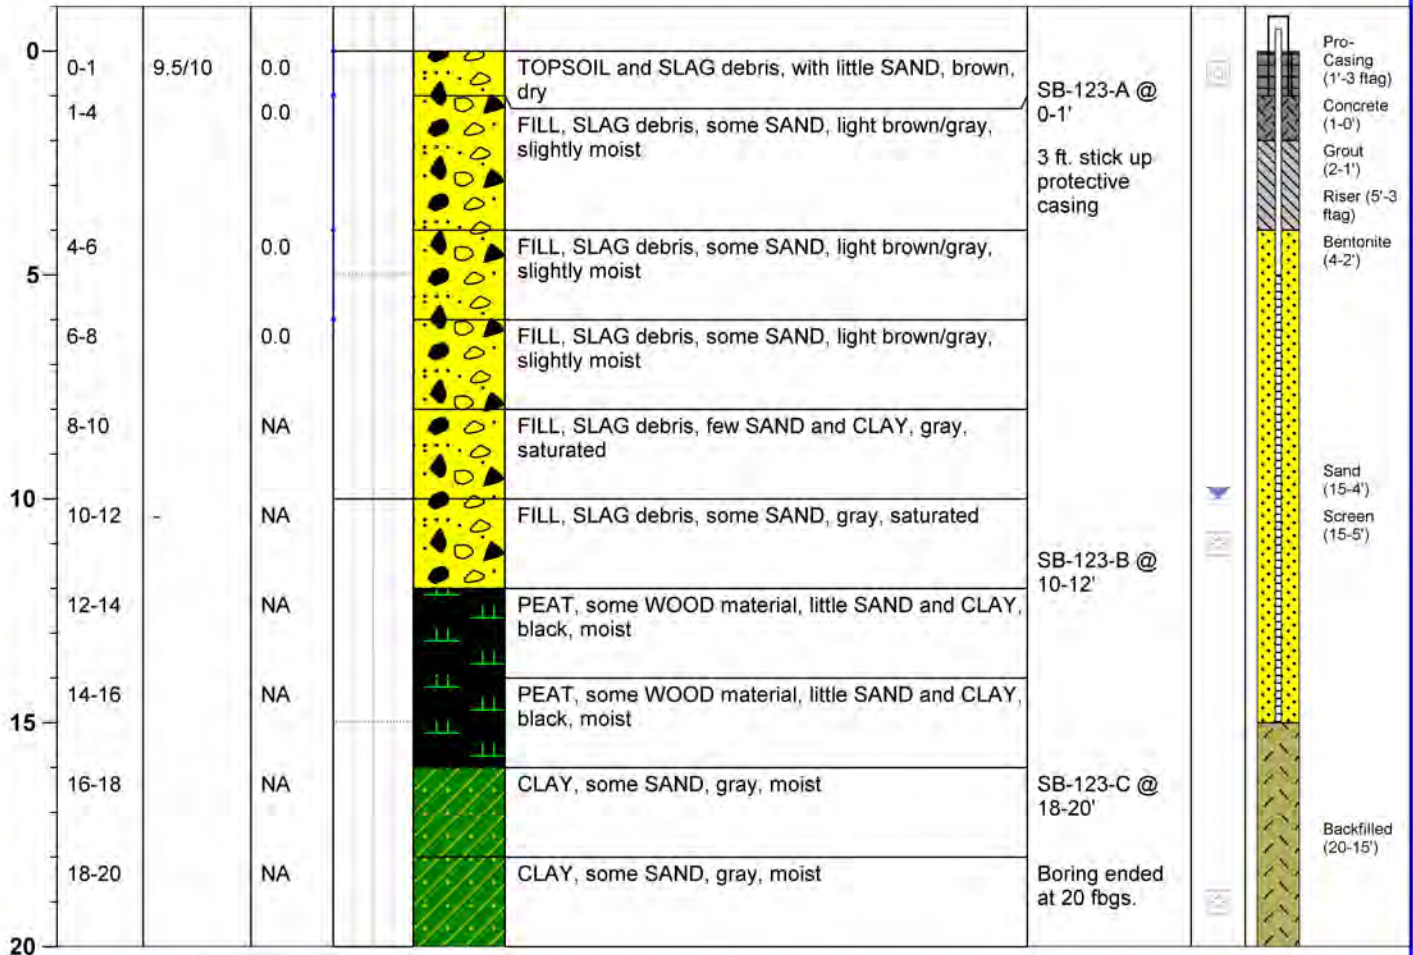 0
0-1 9.5/10 0.0
TOPSOIL and SLAG debris, with little SAND, brown,
dry
SB-123-A @
0-1'
Pro-
Casing
(1'-3 ftag)
1-4 0.0
FILL, SLAG debris, some SAND, light brown/gray,
slightly moist
3 ft. stick up
protective
casing
Concrete
(1-0')
Grout
(2-1')
Riser (5'-3
ftag)
4-6 0.0
FILL, SLAG debris, some SAND, light brown/gray,
slightly moist
Bentonite
(4-2')
5
6-8 0.0
FILL, SLAG debris, some SAND, light brown/gray,
slightly moist
8-10 NA
FILL, SLAG debris, few SAND and CLAY, gray,
saturated
Sand
(15-4')
10
10-12 - NA
FILL, SLAG debris, some SAND, gray, saturated
Screen
(15-5')
SB-123-B @
10-12'
12-14 NA
PEAT, some WOOD material, little SAND and CLAY,
black, moist
14-16 NA
PEAT, some WOOD material, little SAND and CLAY,
black, moist
15
16-18 NA
CLAY, some SAND, gray, moist
SB-123-C @
18-20'
Backfilled
(20-15')
18-20 NA
CLAY, some SAND, gray, moist
Boring ended
at 20 fbgs.
20